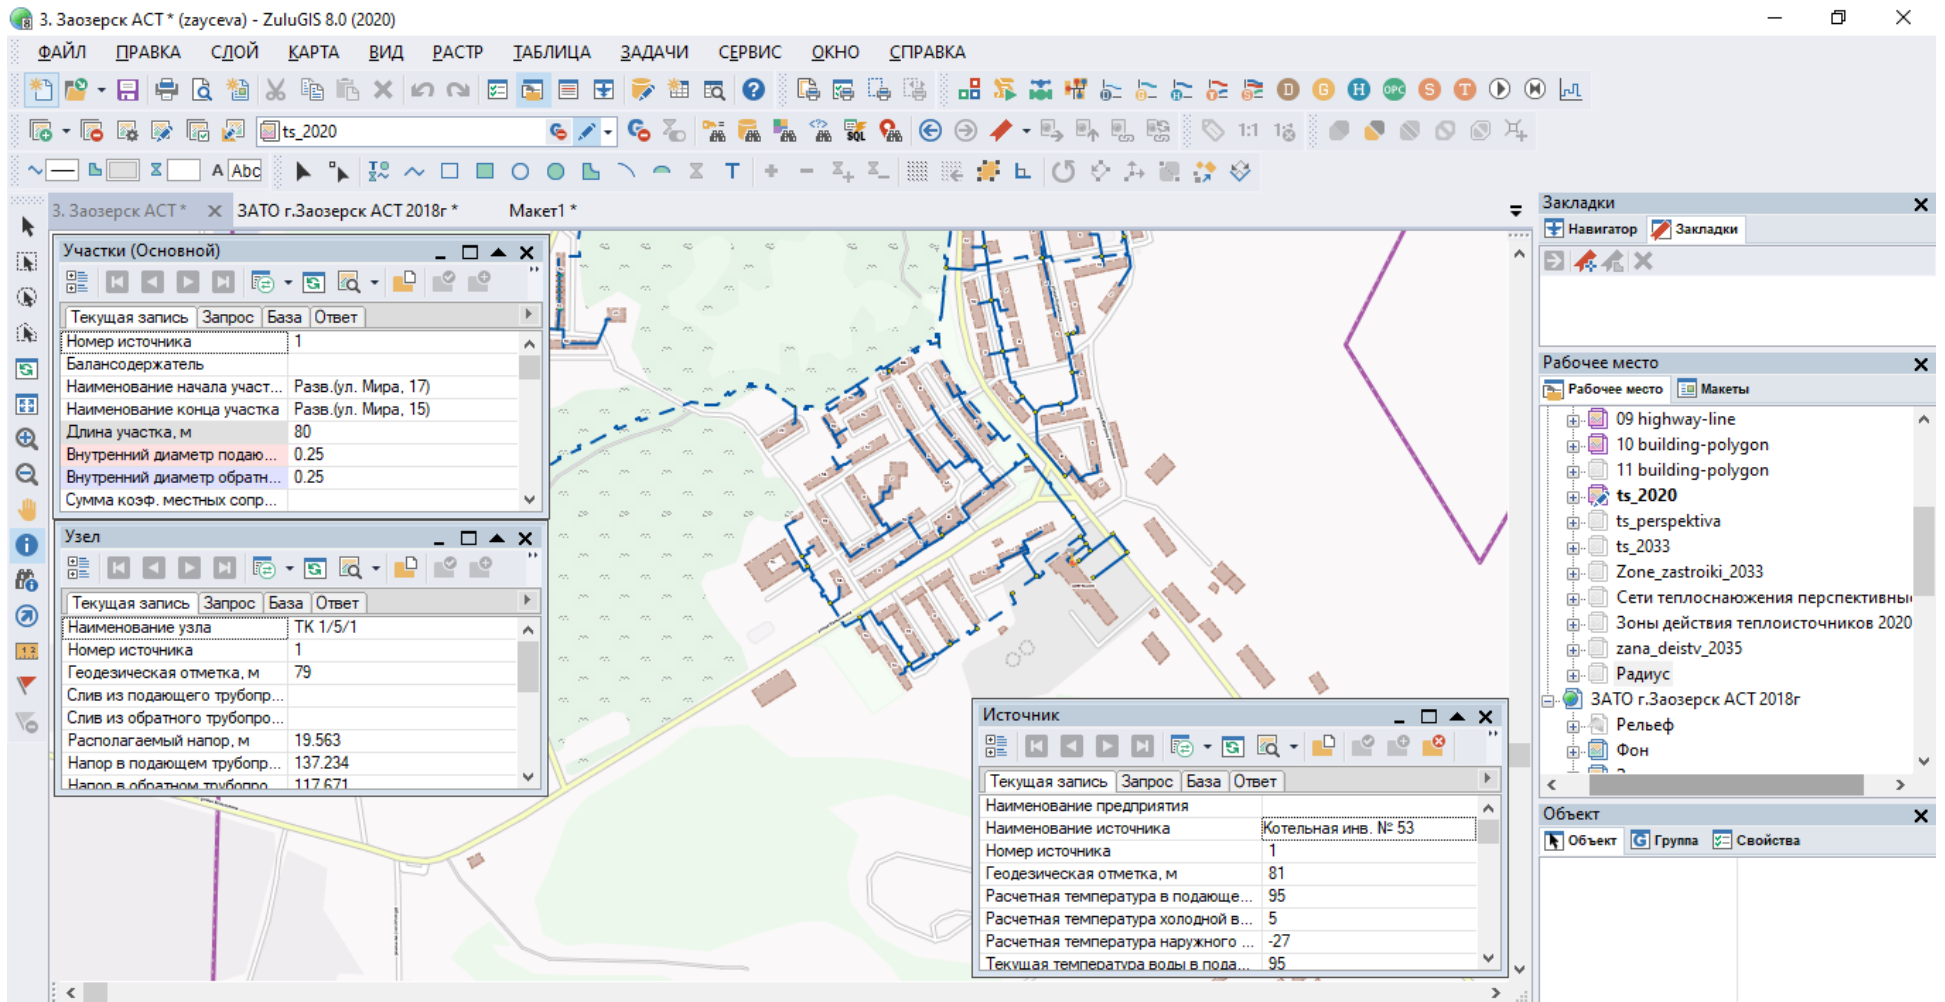 3. Заозерск АСТ * (zayceva) - ZuluGIS 8.0 (2020)
ФАЙЛ ПРАВКА СЛОЙ КАРТА ВИД РАСТР ТАБЛИЦА ЗАДАЧИ СЕРВИС ОКНО СПРАВКА
D G H OPC S T
ts_2020
SQL
1:1
A Abc
T
3. Заозерск АСТ *
ЗАТО г.Заозерск АСТ 2018г *
Макет1 *
Участки (Основной)
Текущая запись Запрос База Ответ
Номер источника 1
Балансодержатель
Наименование начала участ... Разв.(ул. Мира, 17)
Наименование конца участка Разв.(ул. Мира, 15)
Длина участка, м 80
Внутренний диаметр подаю... 0.25
Внутренний диаметр обратн... 0.25
Сумма коэф. местных сопр...
Узел
Текущая запись Запрос База Ответ
Наименование узла ТК 1/5/1
Номер источника 1
Геодезическая отметка, м 79
Слив из подающего трубопр...
Слив из обратного трубопро...
Располагаемый напор, м 19.563
Напор в подающем трубопр... 137.234
Напор в обратном трубопро... 117.671
Источник
Текущая запись Запрос База Ответ
Наименование предприятия
Наименование источника Котельная инв. № 53
Номер источника 1
Геодезическая отметка, м 81
Расчетная температура в подающе... 95
Расчетная температура холодной в... 5
Расчетная температура наружного ... -27
Текущая температура воды в пода... 95
Закладки
Навигатор Закладки
Рабочее место
Рабочее место Макеты
09 highway-line
10 building-polygon
11 building-polygon
ts_2020
ts_perspektiva
ts_2033
Zone_zastroiki_2033
Сети теплоснаюжения перспективны
Зоны действия теплоисточников 2020
zana_deistv_2035
Радиус
ЗАТО г.Заозерск АСТ 2018г
Рельеф
Фон
Объект
Объект Группа Свойства